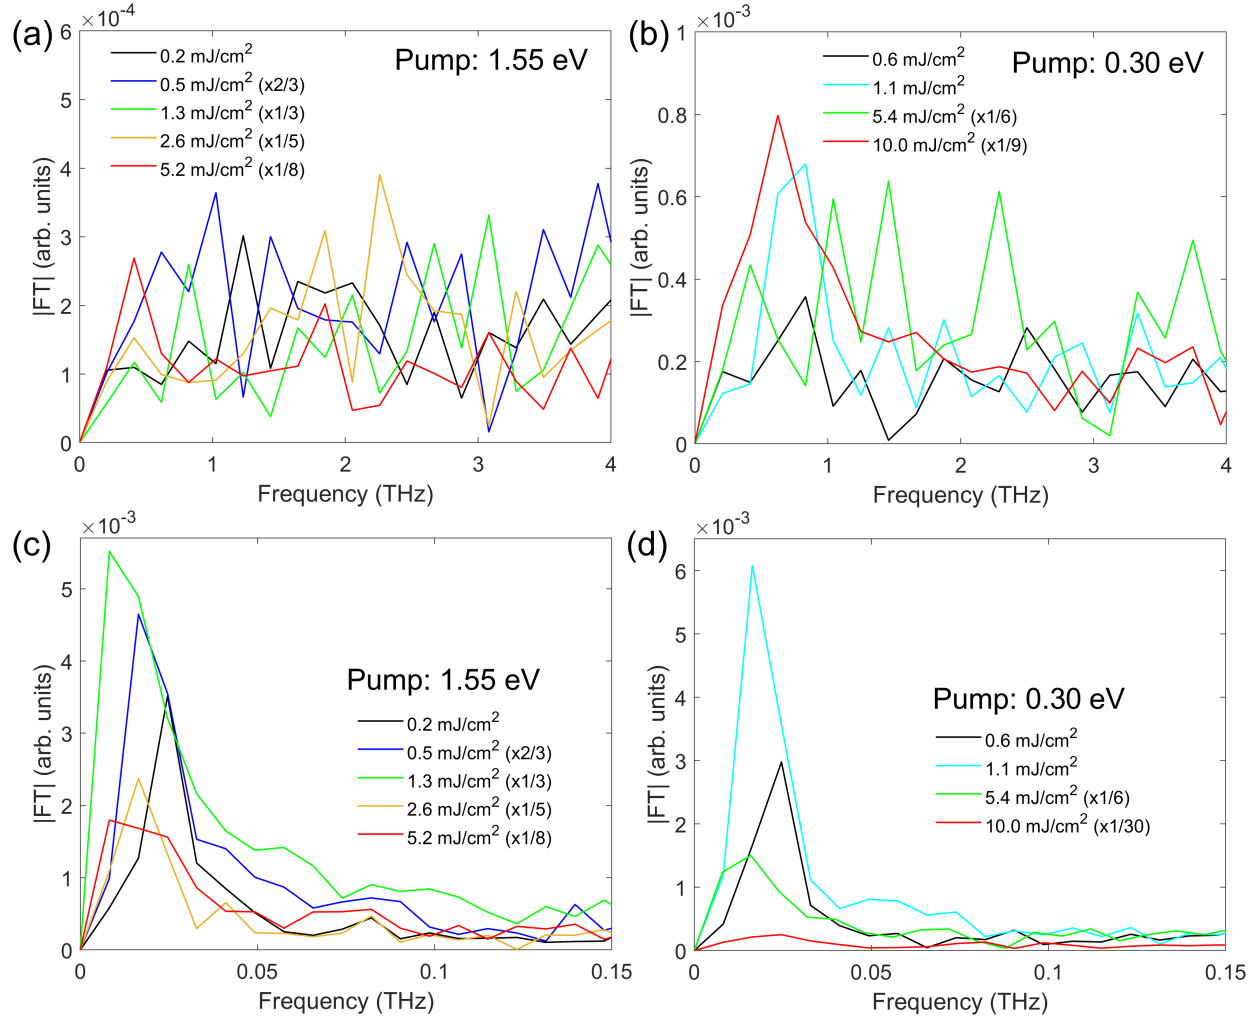 (a)
×10⁻⁴
6
5
4
3
2
1
0
|FT| (arb. units)
0.2 mJ/cm²
0.5 mJ/cm² (x2/3)
1.3 mJ/cm² (x1/3)
2.6 mJ/cm² (x1/5)
5.2 mJ/cm² (x1/8)
Pump: 1.55 eV
0 1 2 3 4
Frequency (THz)
(b)
×10⁻³
1
0.8
0.6
0.4
0.2
0
|FT| (arb. units)
0.6 mJ/cm²
1.1 mJ/cm²
5.4 mJ/cm² (x1/6)
10.0 mJ/cm² (x1/9)
Pump: 0.30 eV
0 1 2 3 4
Frequency (THz)
(c)
×10⁻³
5
4
3
2
1
0
|FT| (arb. units)
Pump: 1.55 eV
0.2 mJ/cm²
0.5 mJ/cm² (x2/3)
1.3 mJ/cm² (x1/3)
2.6 mJ/cm² (x1/5)
5.2 mJ/cm² (x1/8)
0 0.05 0.1 0.15
Frequency (THz)
(d)
×10⁻³
6
5
4
3
2
1
0
|FT| (arb. units)
Pump: 0.30 eV
0.6 mJ/cm²
1.1 mJ/cm²
5.4 mJ/cm² (x1/6)
10.0 mJ/cm² (x1/30)
0 0.05 0.1 0.15
Frequency (THz)